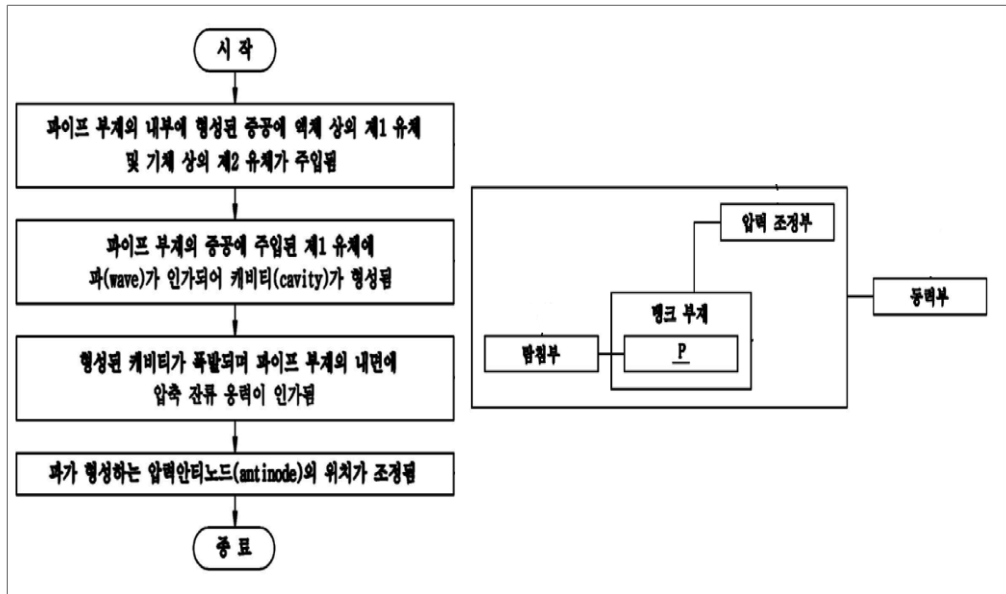 시 작
파이프 부재의 내부에 형성된 중공에 액체 상의 제1 유체
및 기체 상의 제2 유체가 주입됨
파이프 부재의 중공에 주입된 제1 유체에
파(wave)가 인가되어 캐비티(cavity)가 형성됨
형성된 캐비티가 폭발되며 파이프 부재의 내면에
압축 잔류 응력이 인가됨
파가 형성하는 압력안티노드(antinode)의 위치가 조정됨
종 료
압력 조정부
탱크 부재
탐침부
P
동력부